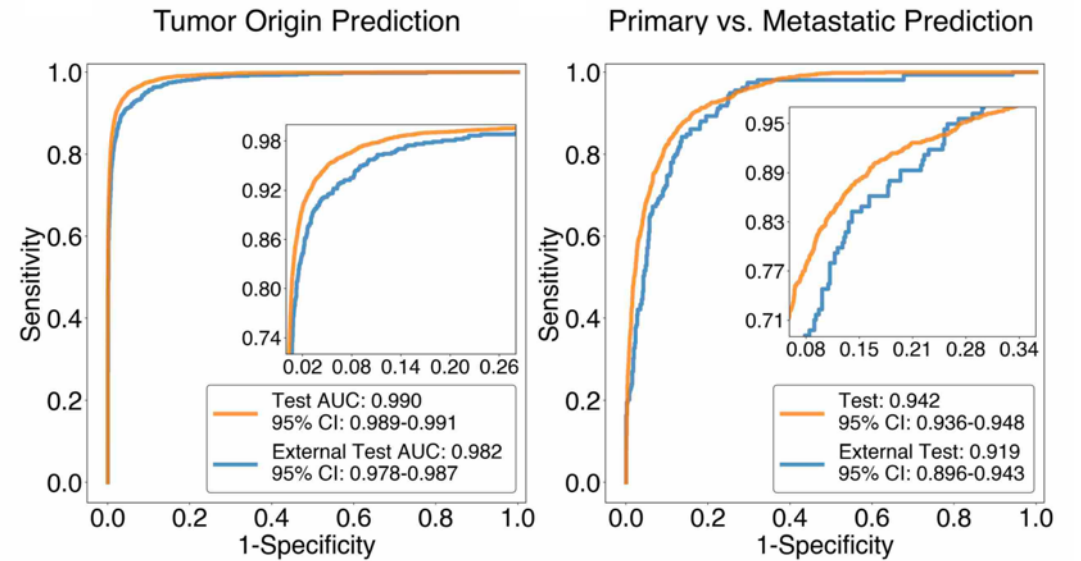 Tumor Origin Prediction
1.0
0.8
0.6
0.4
0.2
0.0
Sensitivity
0.98
0.92
0.86
0.80
0.74
0.02 0.08 0.14 0.20 0.26
Test AUC: 0.990
95% CI: 0.989-0.991
External Test AUC: 0.982
95% CI: 0.978-0.987
0.0 0.2 0.4 0.6 0.8 1.0
1-Specificity
Primary vs. Metastatic Prediction
1.0
0.8
0.6
0.4
0.2
0.0
Sensitivity
0.95
0.89
0.83
0.77
0.71
0.08 0.15 0.21 0.28 0.34
Test: 0.942
95% CI: 0.936-0.948
External Test: 0.919
95% CI: 0.896-0.943
0.0 0.2 0.4 0.6 0.8 1.0
1-Specificity